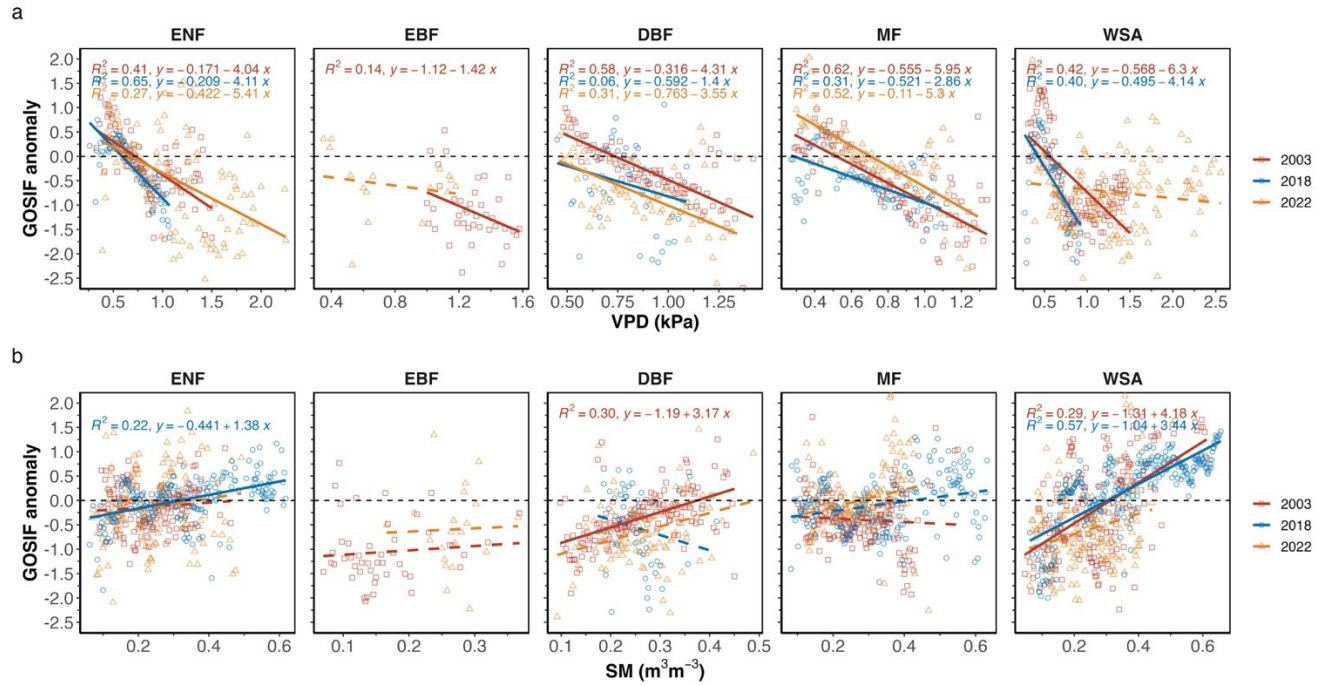 a
ENF EBF DBF MF WSA
R² = 0.41, y = −0.171 − 4.04 x
R² = 0.65, y = −0.209 − 4.11 x
R² = 0.27, y = −0.422 − 5.41 x
R² = 0.14, y = −1.12 − 1.42 x
R² = 0.58, y = −0.316 − 4.31 x
R² = 0.06, y = −0.592 − 1.4 x
R² = 0.31, y = −0.763 − 3.55 x
R² = 0.62, y = −0.555 − 5.95 x
R² = 0.31, y = −0.521 − 2.86 x
R² = 0.52, y = −0.11 − 5.3 x
R² = 0.42, y = −0.568 − 6.3 x
R² = 0.40, y = −0.495 − 4.14 x
GOSIF anomaly
2.0
1.5
1.0
0.5
0.0
-0.5
-1.0
-1.5
-2.0
-2.5
2003
2018
2022
0.5 1.0 1.5 2.0 0.4 0.8 1.2 1.6 0.50 0.75 1.00 1.25 0.4 0.6 0.8 1.0 1.2 0.5 1.0 1.5 2.0 2.5
VPD (kPa)
b
ENF EBF DBF MF WSA
R² = 0.22, y = −0.441 + 1.38 x
R² = 0.30, y = −1.19 + 3.17 x
R² = 0.29, y = −1.31 + 4.18 x
R² = 0.57, y = −1.04 + 3.44 x
GOSIF anomaly
2.0
1.5
1.0
0.5
0.0
-0.5
-1.0
-1.5
-2.0
-2.5
2003
2018
2022
0.2 0.4 0.6 0.1 0.2 0.3 0.1 0.2 0.3 0.4 0.5 0.2 0.4 0.6 0.2 0.4 0.6
SM (m³m⁻³)